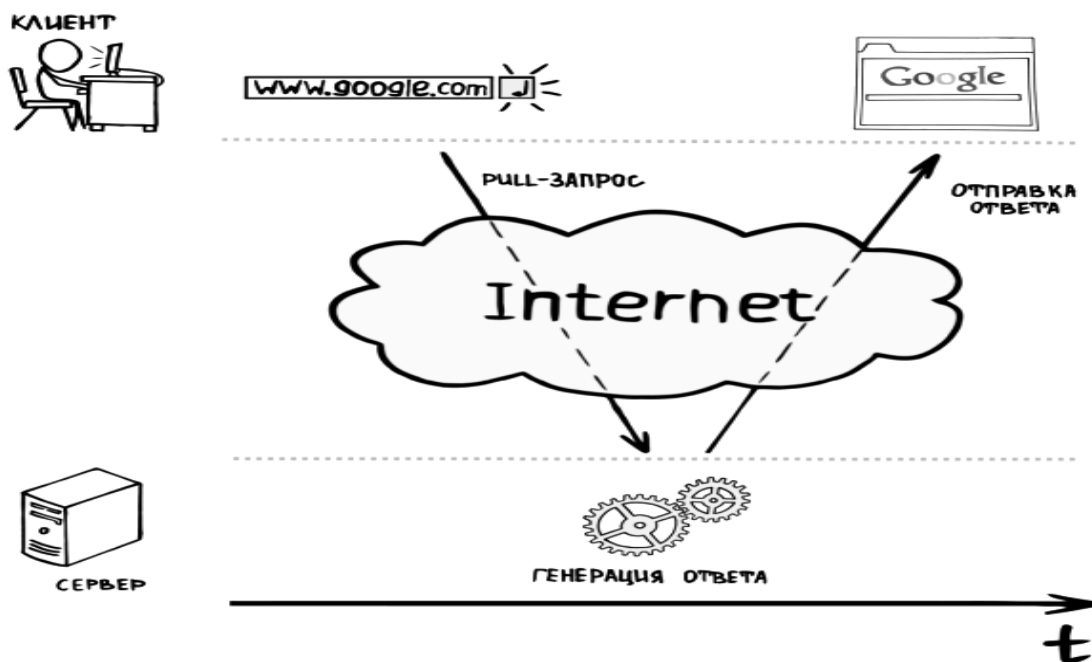 КЛИЕНТ
www.google.com
Google
PULL-ЗАПРОС
ОТПРАВКА
ОТВЕТА
Internet
СЕРВЕР
ГЕНЕРАЦИЯ ОТВЕТА
t